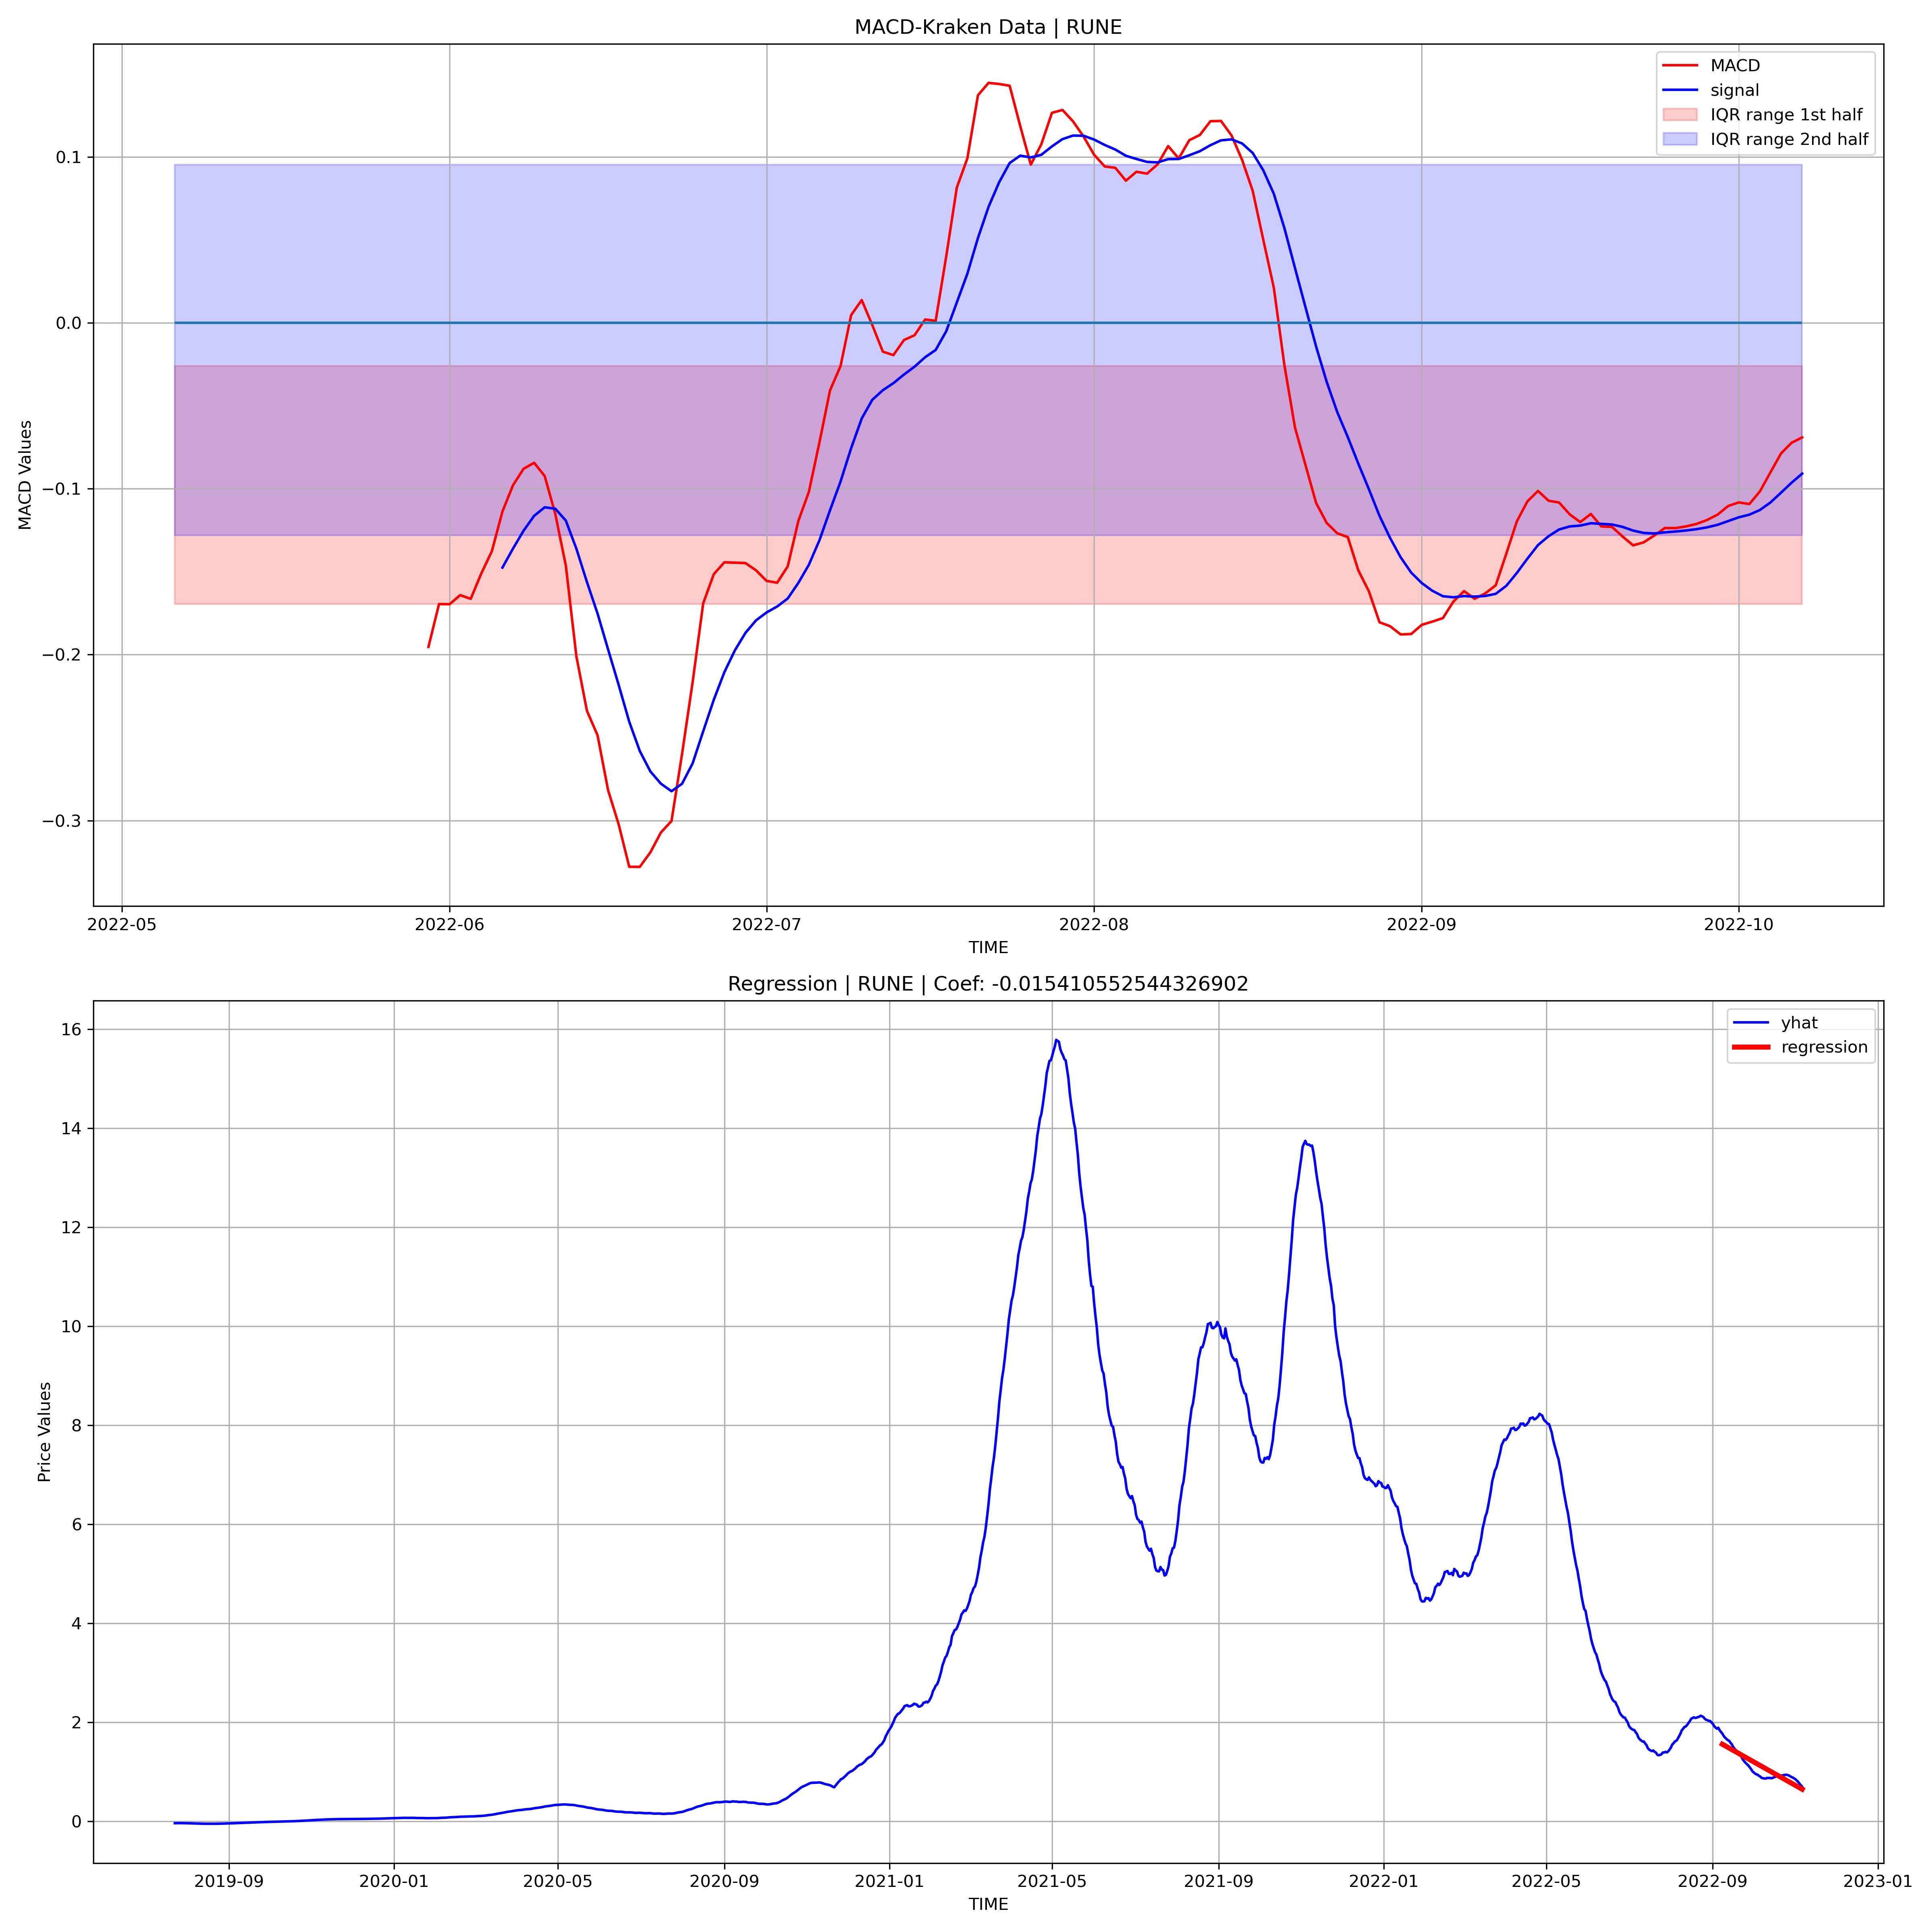 MACD-Kraken Data | RUNE
MACD
signal
IQR range 1st half
IQR range 2nd half
MACD Values
0.1
0.0
−0.1
−0.2
−0.3
2022-05 2022-06 2022-07 2022-08 2022-09 2022-10
TIME
Regression | RUNE | Coef: -0.015410552544326902
yhat
regression
Price Values
16
14
12
10
8
6
4
2
0
2019-09 2020-01 2020-05 2020-09 2021-01 2021-05 2021-09 2022-01 2022-05 2022-09 2023-01
TIME